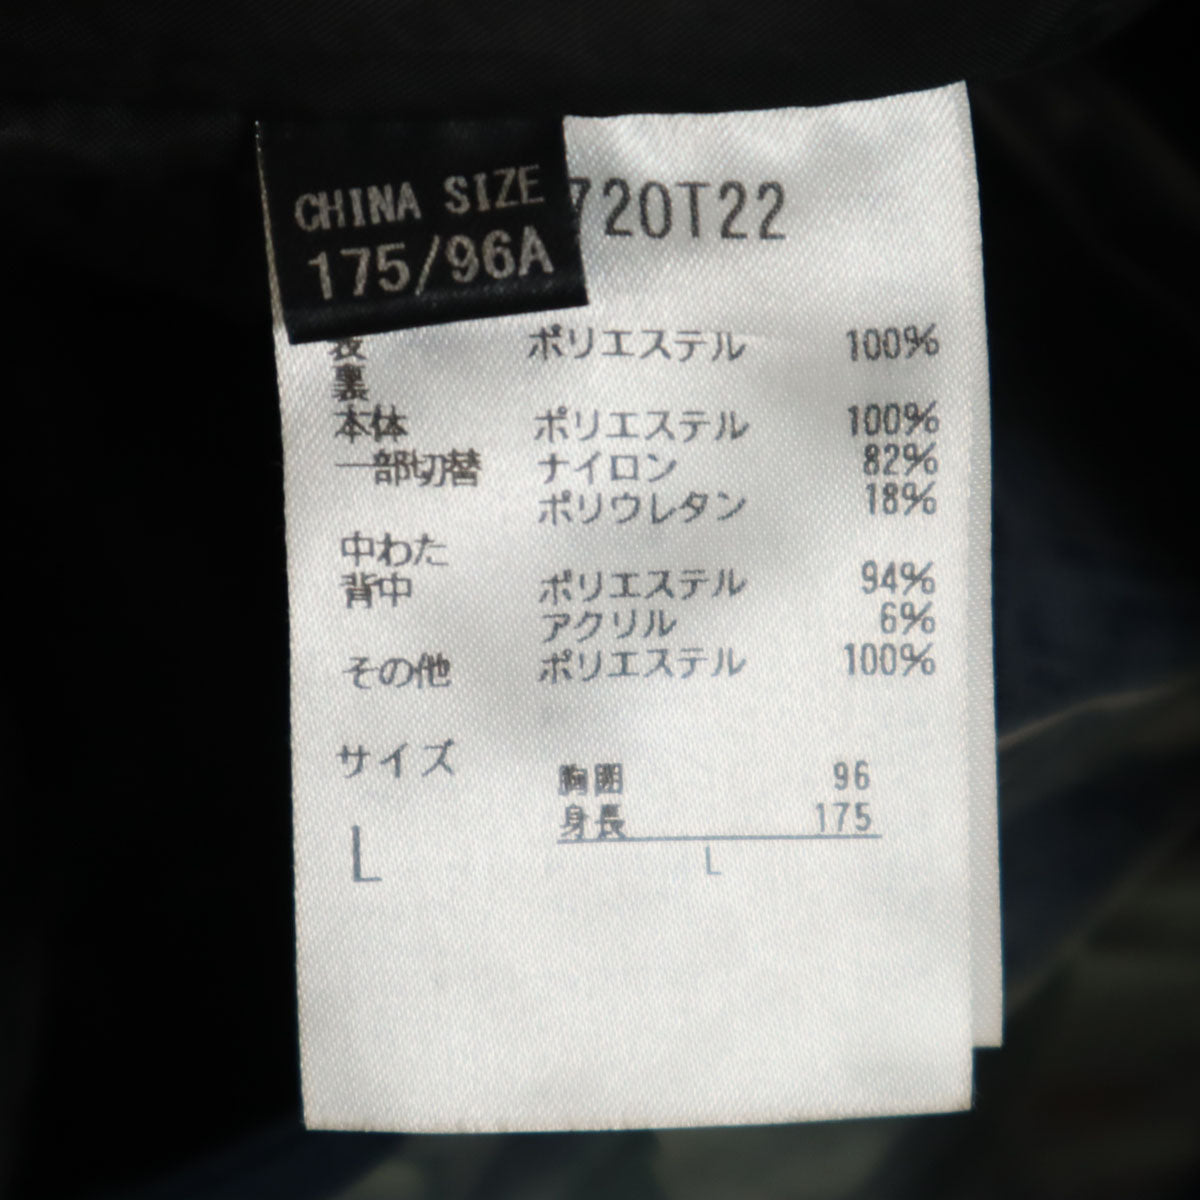 CHINA SIZE
175/96A
720T22
表 ポリエステル 100%
裏
本体 ポリエステル 100%
一部切替 ナイロン 82%
ポリウレタン 18%
中わた
背中 ポリエステル 94%
アクリル 6%
その他 ポリエステル 100%
サイズ
胸囲 96
身長 175
L
L